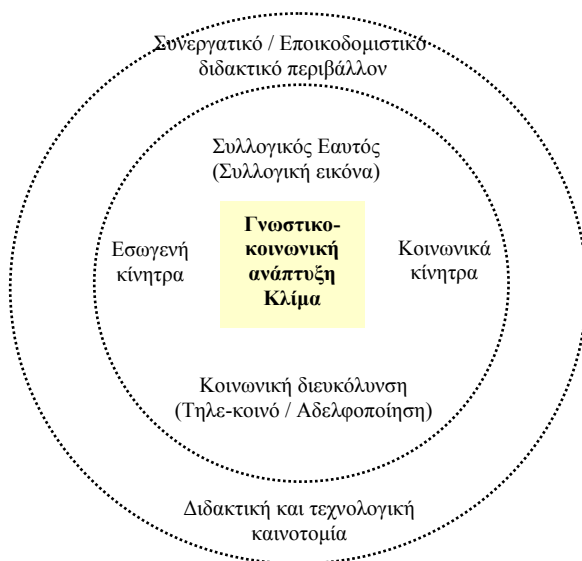 Συνεργατικό / Εποικοδομιστικό
διδακτικό περιβάλλον
Συλλογικός Εαυτός
(Συλλογική εικόνα)
Εσωγενή
κίνητρα
Γνωστικο-
κοινωνική
ανάπτυξη
Κλίμα
Κοινωνικά
κίνητρα
Κοινωνική διευκόλυνση
(Τηλε-κοινό / Αδελφοποίηση)
Διδακτική και τεχνολογική
καινοτομία